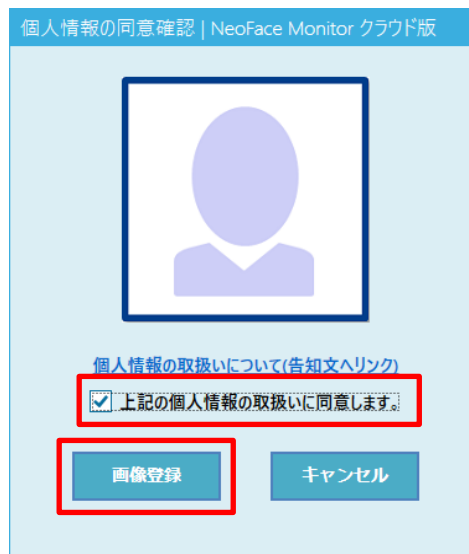 個人情報の同意確認 | NeoFace Monitor クラウド版
個人情報の取扱いについて(告知文へリンク)
上記の個人情報の取扱いに同意します。
画像登録
キャンセル